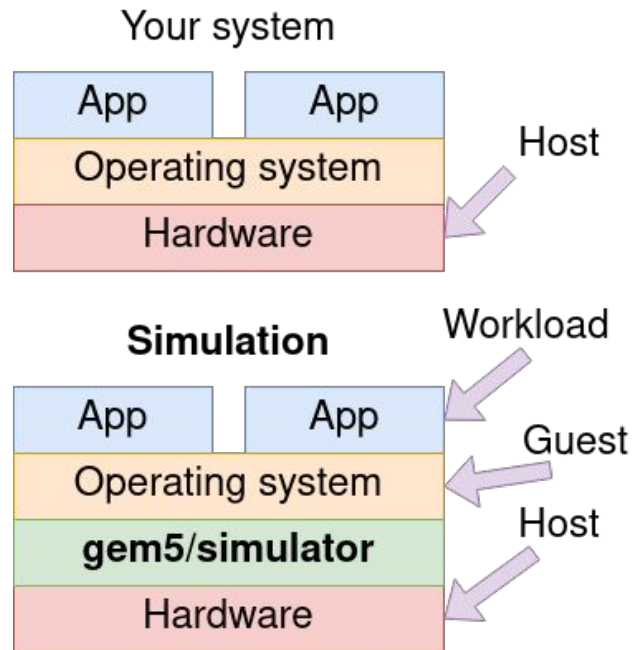 Your system
App
App
Host
Operating system
Hardware
Simulation
Workload
App
App
Guest
Operating system
Host
gem5/simulator
Hardware